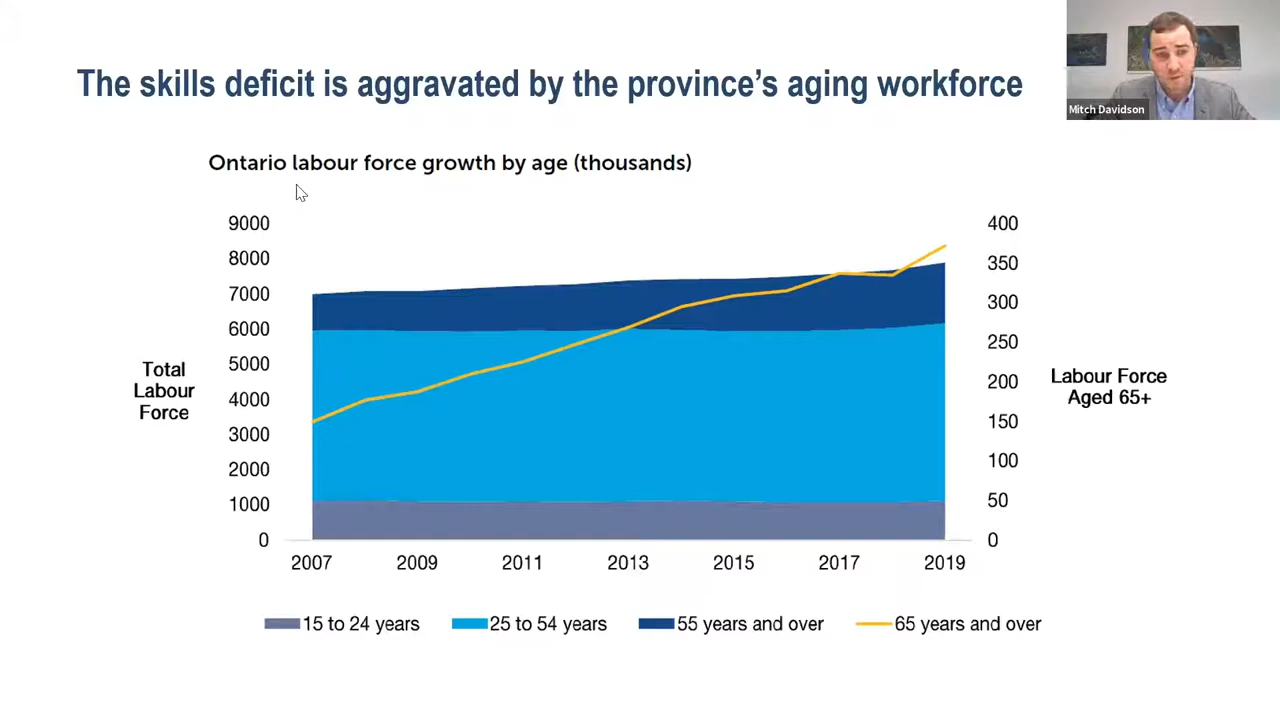 The skills deficit is aggravated by the province's aging workforce
Mitch Davidson
Ontario labour force growth by age (thousands)
9000
8000
7000
6000
5000
4000
3000
2000
1000
0
Total
Labour
Force
400
350
300
250
200
150
100
50
0
Labour Force
Aged 65+
2007 2009 2011 2013 2015 2017 2019
15 to 24 years 25 to 54 years 55 years and over 65 years and over